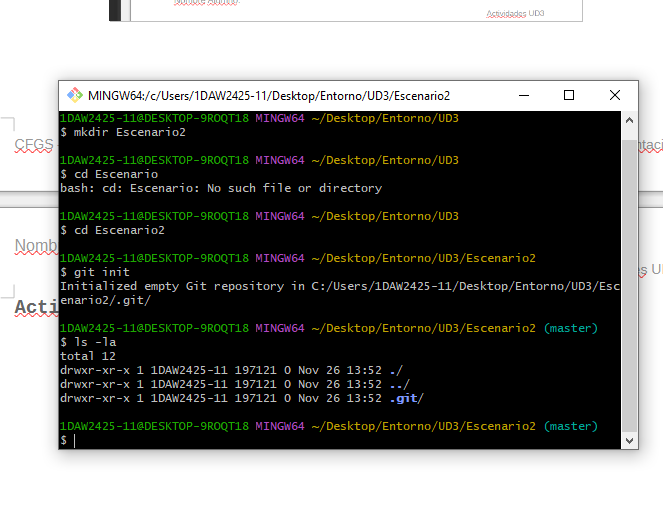 Nombre Alumno:
Actividades UD3
MINGW64:/c/Users/1DAW2425-11/Desktop/Entorno/UD3/Escenario2
1DAW2425-11@DESKTOP-9ROQT18 MINGW64 ~/Desktop/Entorno/UD3
$ mkdir Escenario2
1DAW2425-11@DESKTOP-9ROQT18 MINGW64 ~/Desktop/Entorno/UD3
$ cd Escenario
bash: cd: Escenario: No such file or directory
1DAW2425-11@DESKTOP-9ROQT18 MINGW64 ~/Desktop/Entorno/UD3
$ cd Escenario2
1DAW2425-11@DESKTOP-9ROQT18 MINGW64 ~/Desktop/Entorno/UD3/Escenario2
$ git init
Initialized empty Git repository in C:/Users/1DAW2425-11/Desktop/Entorno/UD3/Esc
enario2/.git/
1DAW2425-11@DESKTOP-9ROQT18 MINGW64 ~/Desktop/Entorno/UD3/Escenario2 (master)
$ ls -la
total 12
drwxr-xr-x 1 1DAW2425-11 197121 0 Nov 26 13:52 ./
drwxr-xr-x 1 1DAW2425-11 197121 0 Nov 26 13:52 ../
drwxr-xr-x 1 1DAW2425-11 197121 0 Nov 26 13:52 .git/
1DAW2425-11@DESKTOP-9ROQT18 MINGW64 ~/Desktop/Entorno/UD3/Escenario2 (master)
$
CFGS
ntaci
Nomb
s U
Acti